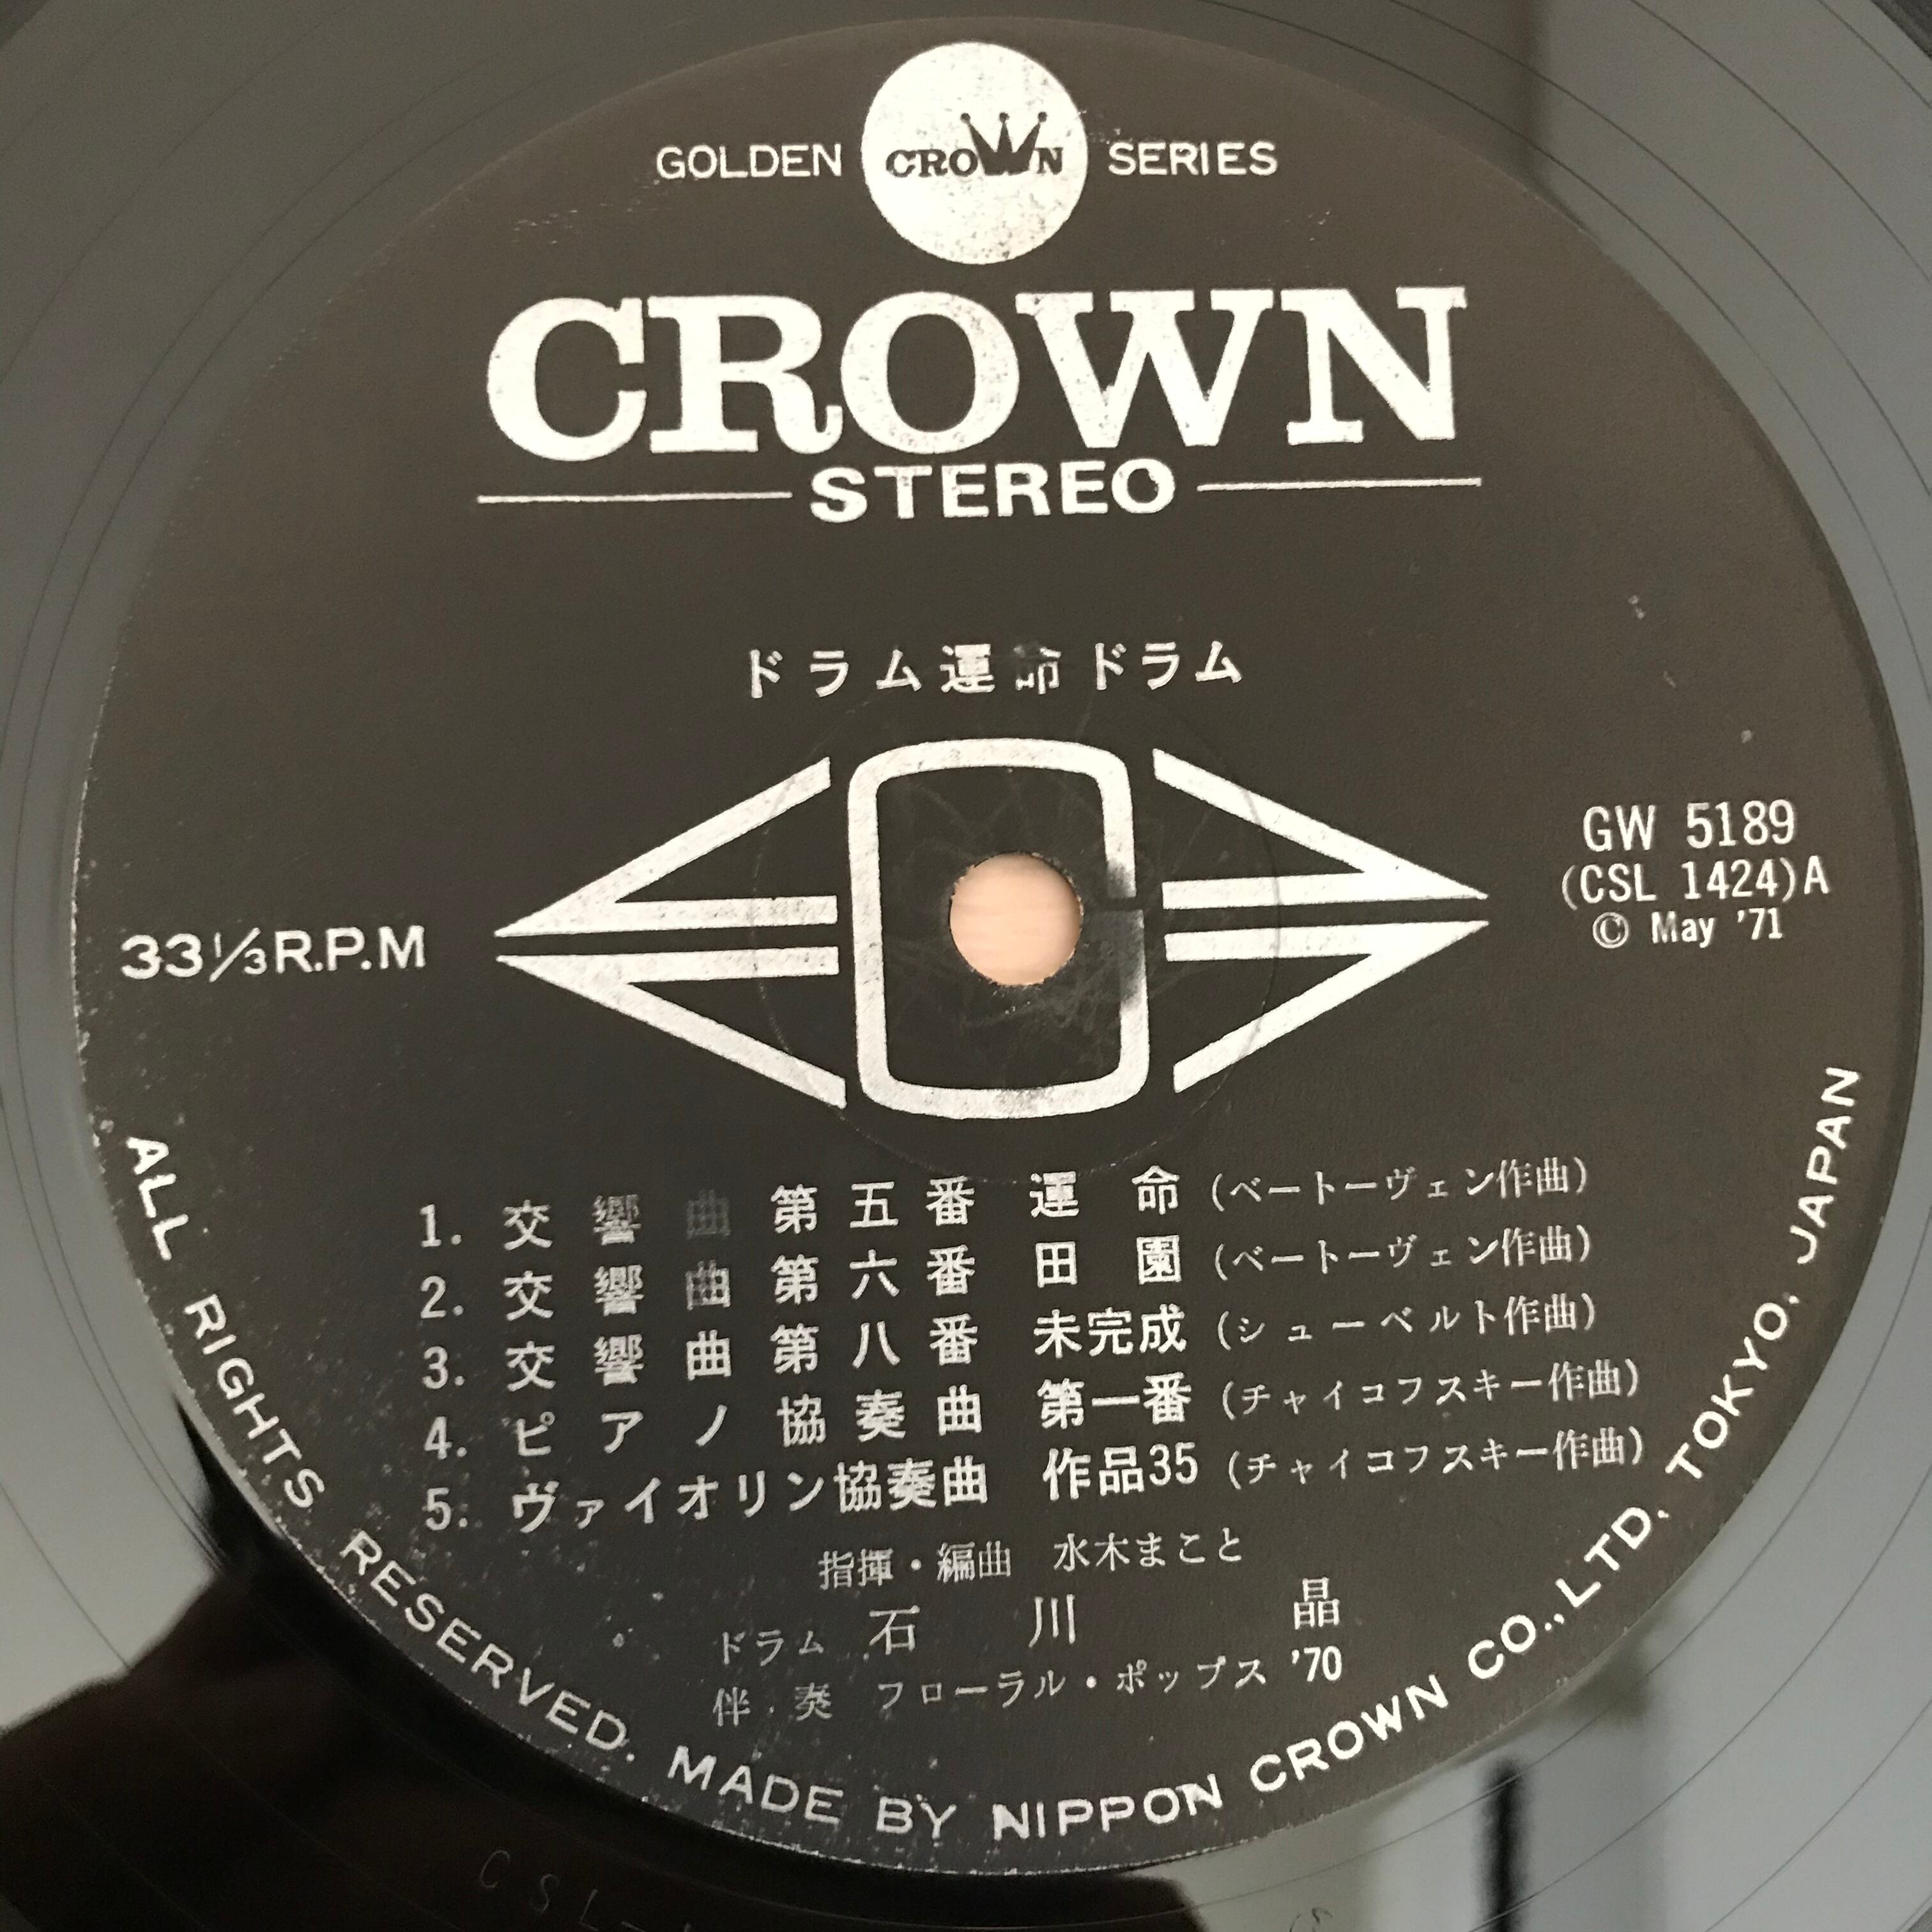 GOLDEN CROWN SERIES
CROWN
STEREO
ドラム運命ドラム
GW 5189
(CSL 1424)A
© May '71
33⅓R.P.M
1. 交響曲第五番 運命 (ベートーヴェン作曲)
2. 交響曲第六番 田園 (ベートーヴェン作曲)
3. 交響曲第八番 未完成 (シューベルト作曲)
4. ピアノ協奏曲 第一番 (チャイコフスキー作曲)
5. ヴァイオリン協奏曲 作品35 (チャイコフスキー作曲)
指揮・編曲 水木まこと
ドラム 石川 晶
伴奏 フローラル・ポップス '70
ALL RIGHTS RESERVED. MADE BY NIPPON CROWN CO.,LTD. TOKYO, JAPAN
CSL-